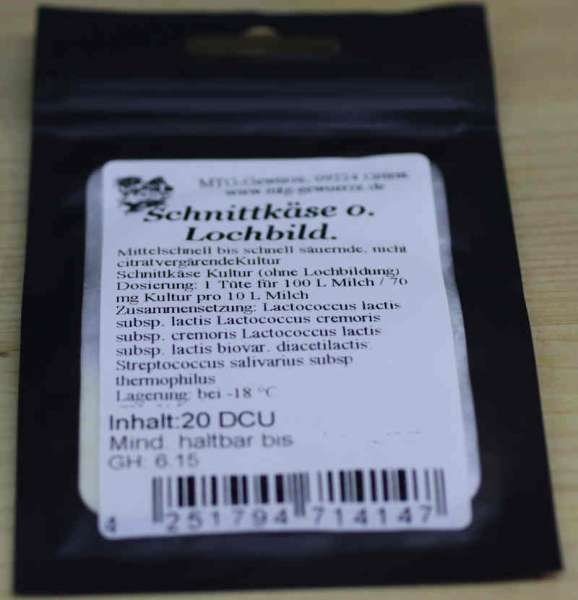 MTG-Gewürze, 09224 Grüna
www.mtg-gewuerze.de
Schnittkäse o.
Lochbild.
Mittelschnell bis schnell säuernde, nicht
citratvergärendeKultur
Schnittkäse Kultur (ohne Lochbildung)
Dosierung: 1 Tüte für 100 L Milch / 70
mg Kultur pro 10 L Milch
Zusammensetzung: Lactococcus lactis
subsp. lactis Lactococcus cremoris
subsp. cremoris Lactococcus lactis
subsp. lactis biovar. diacetilactis
Streptococcus salivarius subsp
thermophilus
Lagerung: bei -18 °C
Inhalt:20 DCU
Mind. haltbar bis
GH: 6.15
4 251794 714147